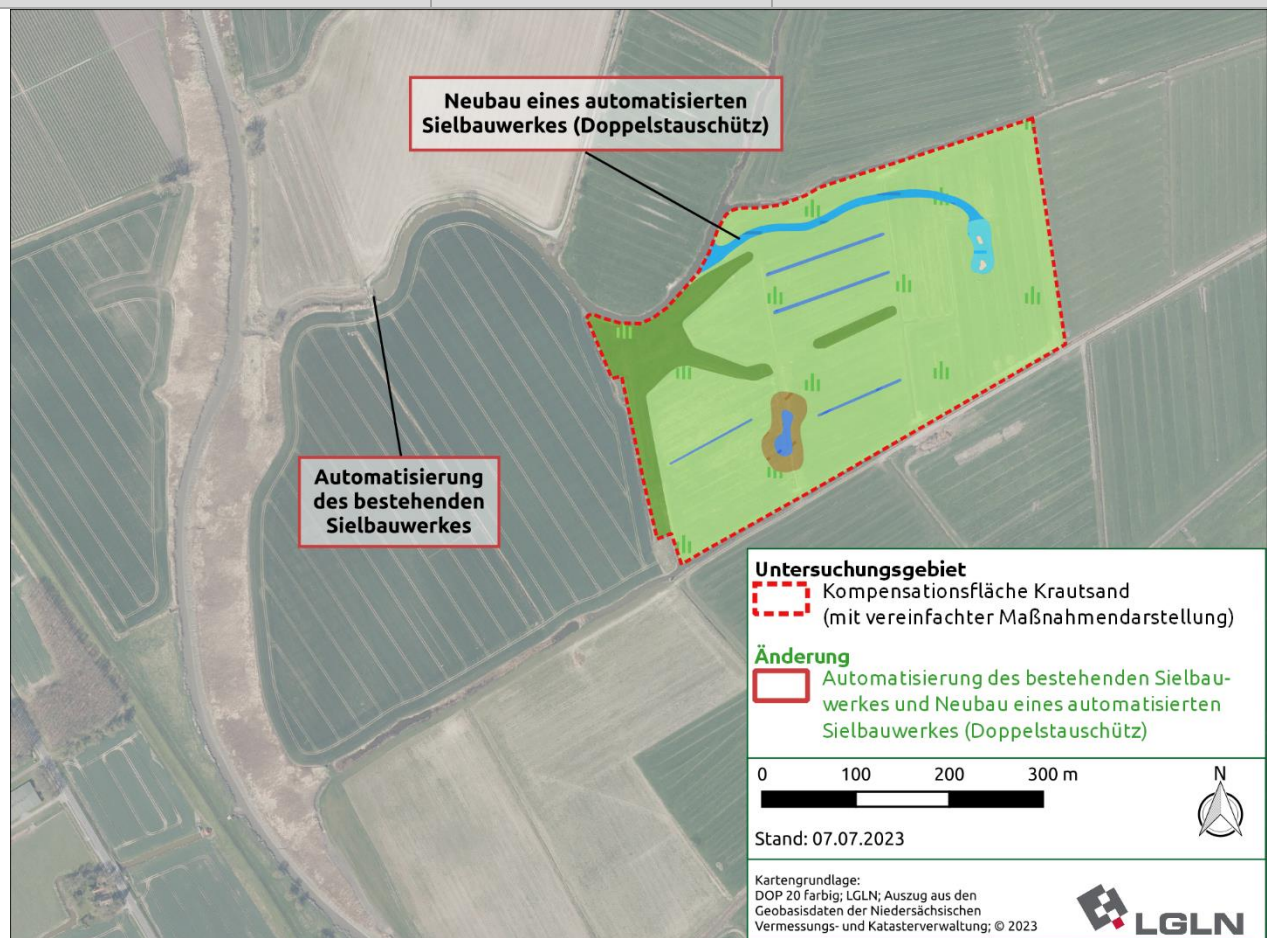 Neubau eines automatisierten
Sielbauwerkes (Doppelstauschütz)
Automatisierung
des bestehenden
Sielbauwerkes
Untersuchungsgebiet
Kompensationsfläche Krautsand
(mit vereinfachter Maßnahmendarstellung)
Änderung
Automatisierung des bestehenden Sielbau-
werkes und Neubau eines automatisierten
Sielbauwerkes (Doppelstauschütz)
0 100 200 300 m
N
Stand: 07.07.2023
Kartengrundlage:
DOP 20 farbig; LGLN; Auszug aus den
Geobasisdaten der Niedersächsischen
Vermessungs- und Katasterverwaltung; © 2023
LGLN